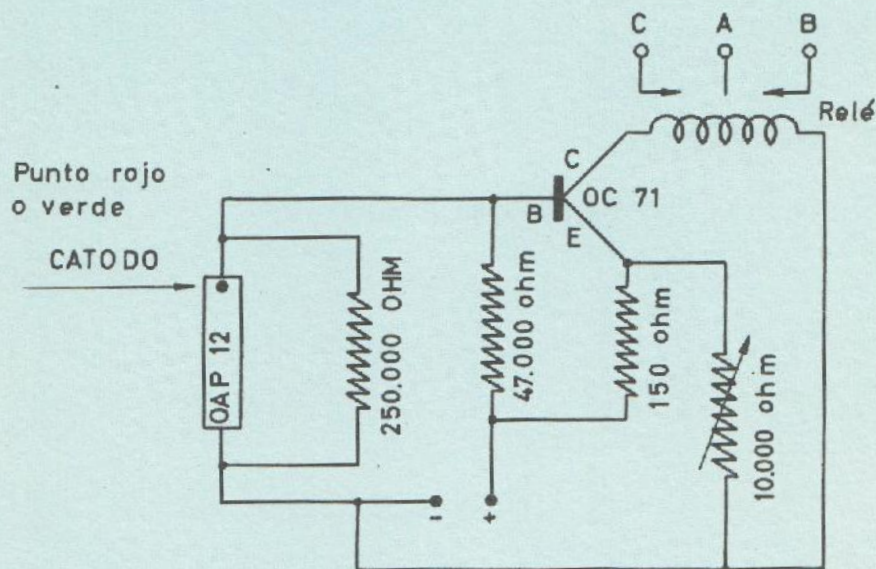 C A B
Relé
Punto rojo
o verde
CATODO
C
OC 71
B
E
OAP 12
250.000 OHM
47.000 ohm
150 ohm
10.000 ohm
- +